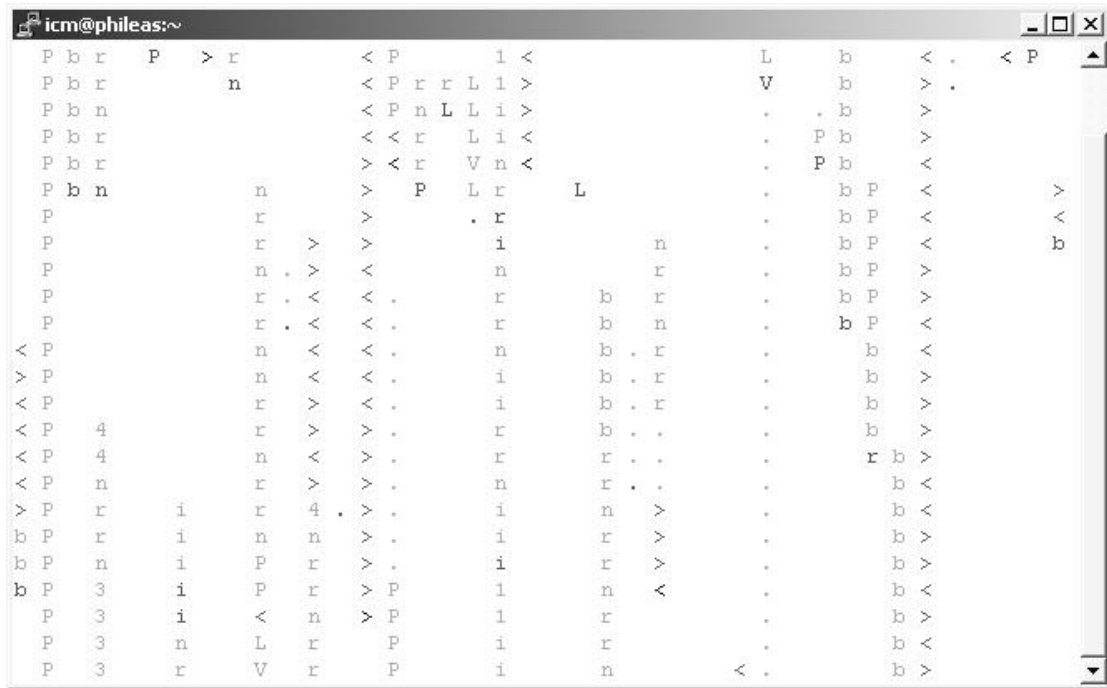 icm@phileas:~
P b r P > r < P 1 < L b < . < P
P b r n < P r r L 1 > V b > .
P b n < P n L L i > . . b >
P b r < < r L i < . P b >
P b r > < r V n < . P b <
P b n n > P L r L . b P < >
P r > . r . b P < <
P r > > i n . b P < b
P n . > < n r . b P >
P r . < < . r b r . b P >
P r . < < . r b n . b P <
< P n < < . n b . r . b <
> P n < < . i b . r . b >
< P r > < . i b . r . b >
< P 4 r > > . r b . . . b >
< P 4 n < > . r r . . . r b >
< P n r > > . n r . . . b <
> P r i r 4 . > . i n > . b <
b P r i n n > . i r > . b >
b P n i P r > . i r > . b >
b P 3 i P r > P 1 n < . b <
P 3 i < n > P 1 r . b >
P 3 n L r P i r . b <
P 3 r V r P i n < . b >